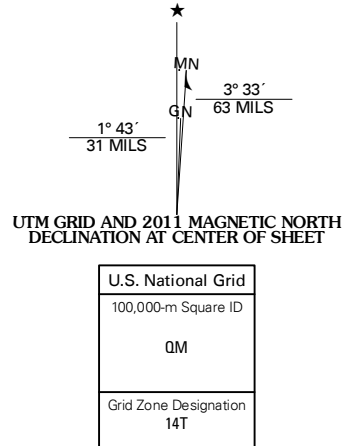 ★
MN
3° 33´
63 MILS
GN
1° 43´
31 MILS
UTM GRID AND 2011 MAGNETIC NORTH
DECLINATION AT CENTER OF SHEET
U.S. National Grid
100,000-m Square ID
QM
Grid Zone Designation
14T